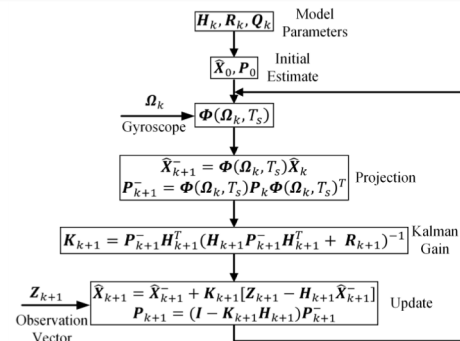 H_k, R_k, Q_k
Model
Parameters
X̂_0, P_0
Initial
Estimate
Ω_k
Gyroscope
Φ(Ω_k, T_s)
X̂⁻_{k+1} = Φ(Ω_k, T_s)X̂_k
P⁻_{k+1} = Φ(Ω_k, T_s)P_kΦ(Ω_k, T_s)^T
Projection
K_{k+1} = P⁻_{k+1}H^T_{k+1}(H_{k+1}P⁻_{k+1}H^T_{k+1} + R_{k+1})^{-1}
Kalman
Gain
Z_{k+1}
Observation
Vector
X̂_{k+1} = X̂⁻_{k+1} + K_{k+1}[Z_{k+1} − H_{k+1}X̂⁻_{k+1}]
P_{k+1} = (I − K_{k+1}H_{k+1})P⁻_{k+1}
Update